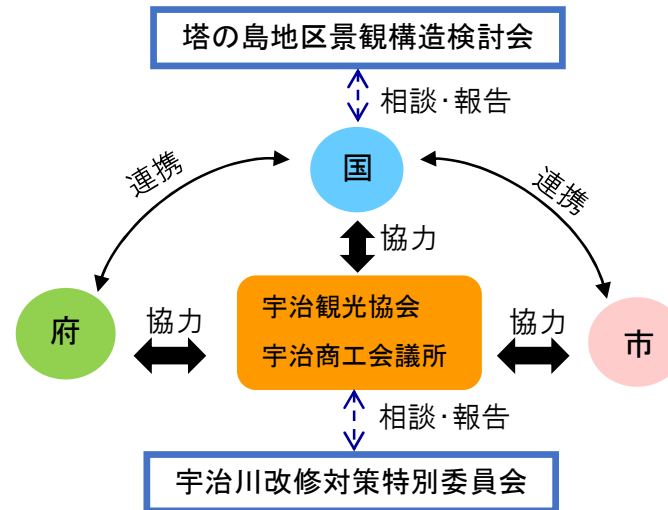 塔の島地区景観構造検討会
相談・報告
連携
国
連携
協力
府
協力
宇治観光協会
宇治商工会議所
協力
市
相談・報告
宇治川改修対策特別委員会